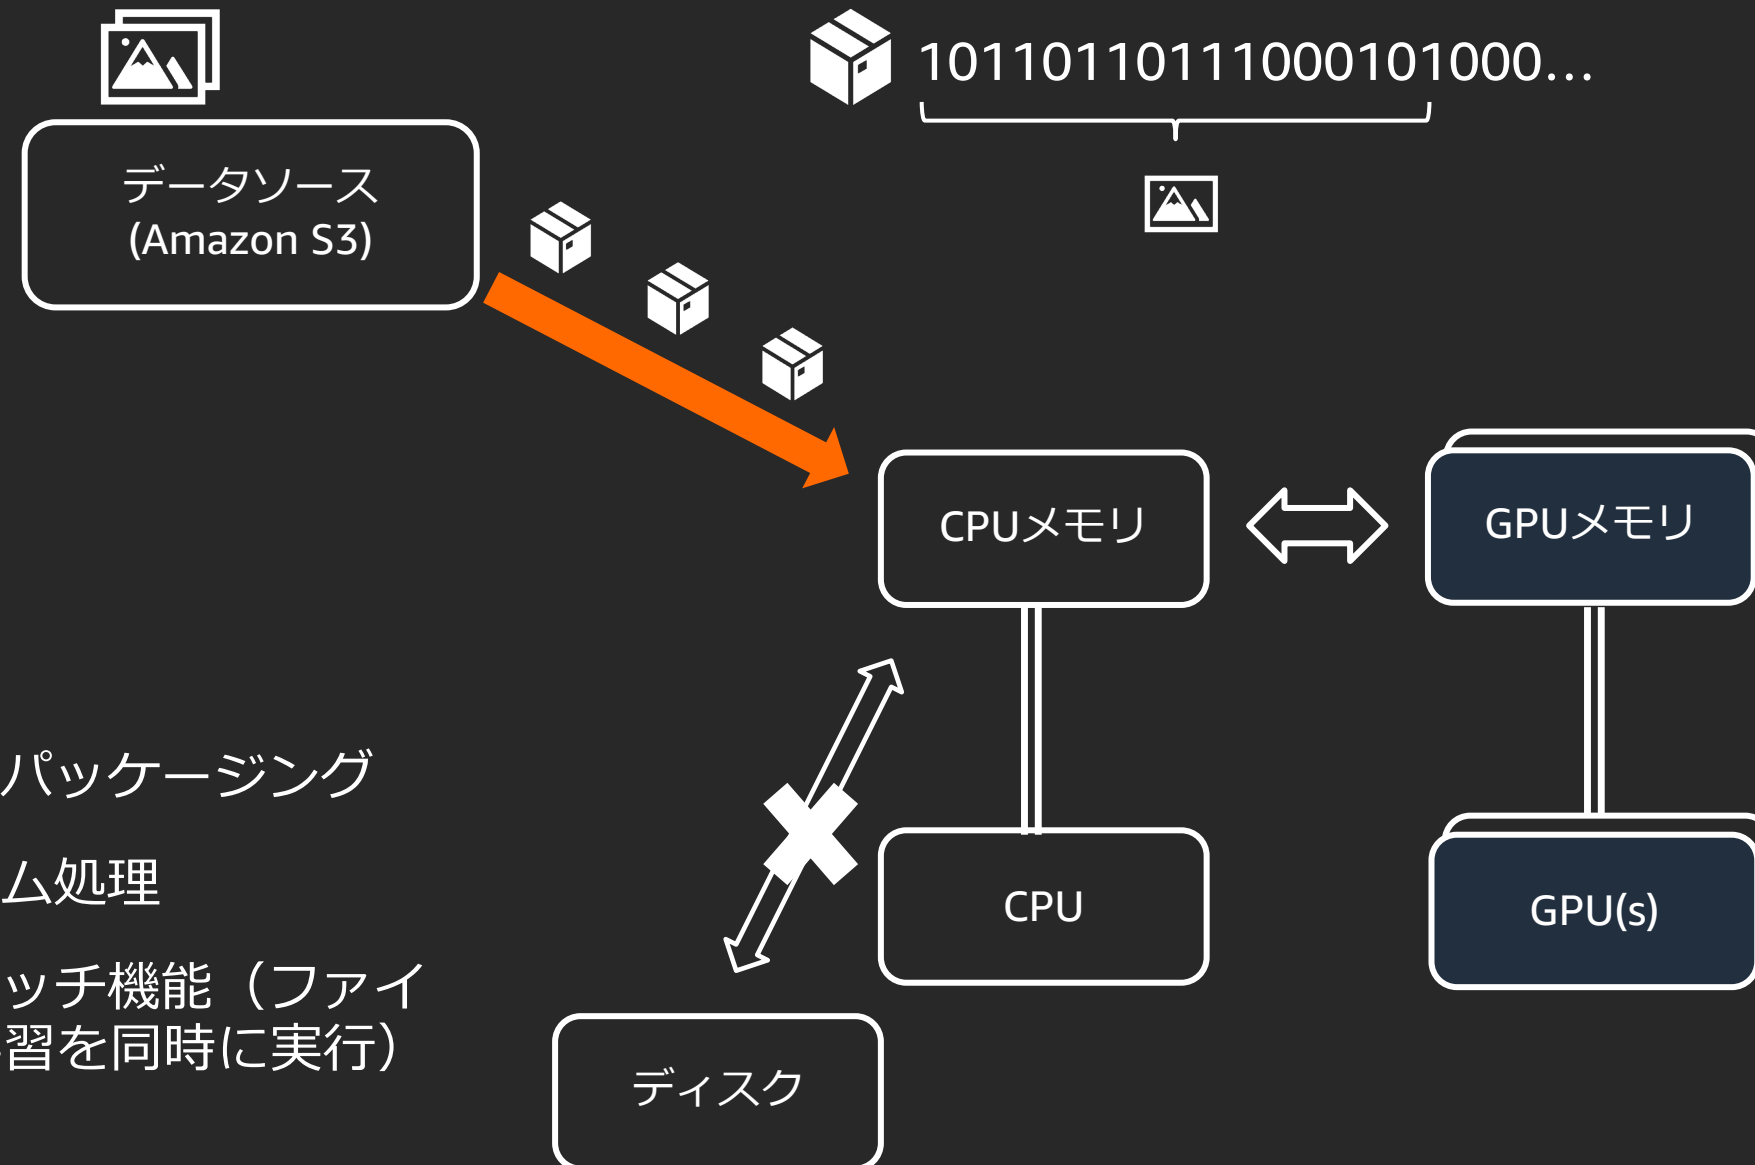 10110110111000101000...
データソース
(Amazon S3)
CPUメモリ
GPUメモリ
パッケージング
ム処理
CPU
GPU(s)
ッチ機能（ファイ
習を同時に実行）
ディスク